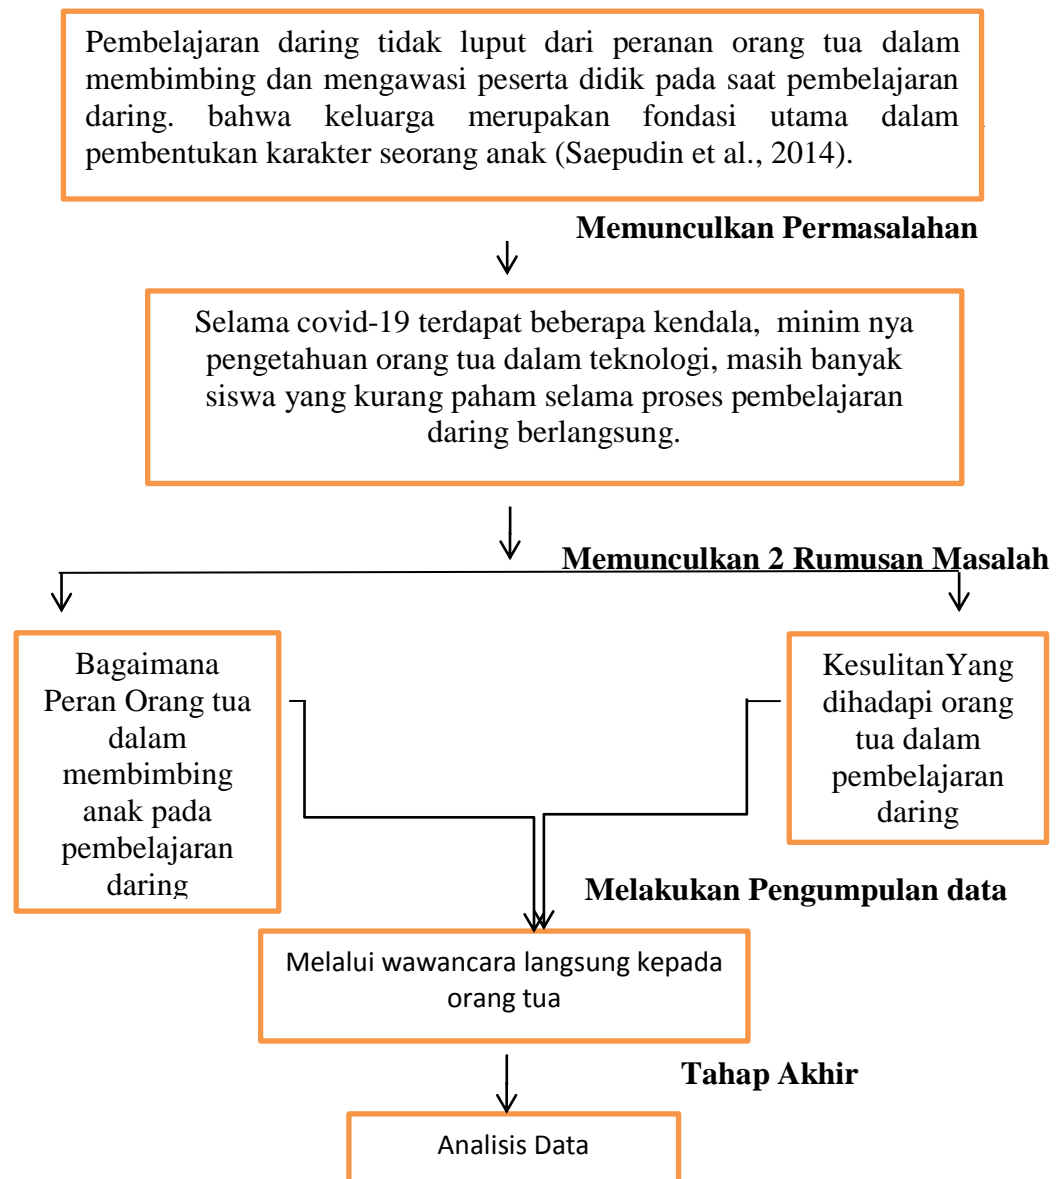 Pembelajaran daring tidak luput dari peranan orang tua dalam
membimbing dan mengawasi peserta didik pada saat pembelajaran
daring. bahwa keluarga merupakan fondasi utama dalam
pembentukan karakter seorang anak (Saepudin et al., 2014).
Memunculkan Permasalahan
Selama covid-19 terdapat beberapa kendala, minim nya
pengetahuan orang tua dalam teknologi, masih banyak
siswa yang kurang paham selama proses pembelajaran
daring berlangsung.
Memunculkan 2 Rumusan Masalah
Bagaimana
Peran Orang tua
dalam
membimbing
anak pada
pembelajaran
daring
KesulitanYang
dihadapi orang
tua dalam
pembelajaran
daring
Melakukan Pengumpulan data
Melalui wawancara langsung kepada
orang tua
Tahap Akhir
Analisis Data